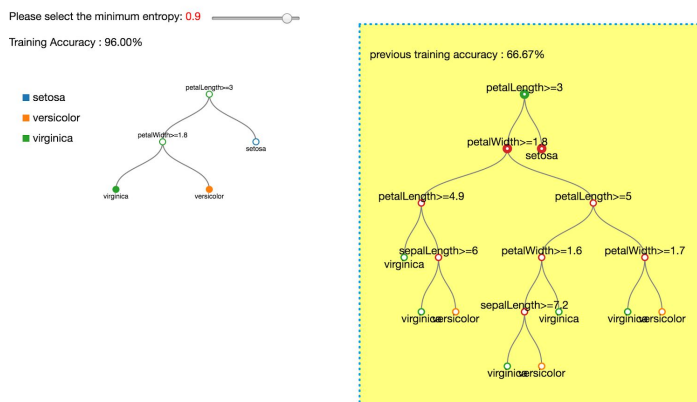 Please select the minimum entropy: 0.9
Training Accuracy : 96.00%
setosa
versicolor
virginica
petalLength>=3
petalWidth>=1.8
setosa
virginica
versicolor
previous training accuracy : 66.67%
petalLength>=3
petalWidth>=1.8
setosa
petalLength>=4.9
petalLength>=5
virginica
sepalLength>=6
petalWidth>=1.6
petalWidth>=1.7
virginica
versicolor
sepalLength>=7.2
virginica
virginica
versicolor
virginica
versicolor